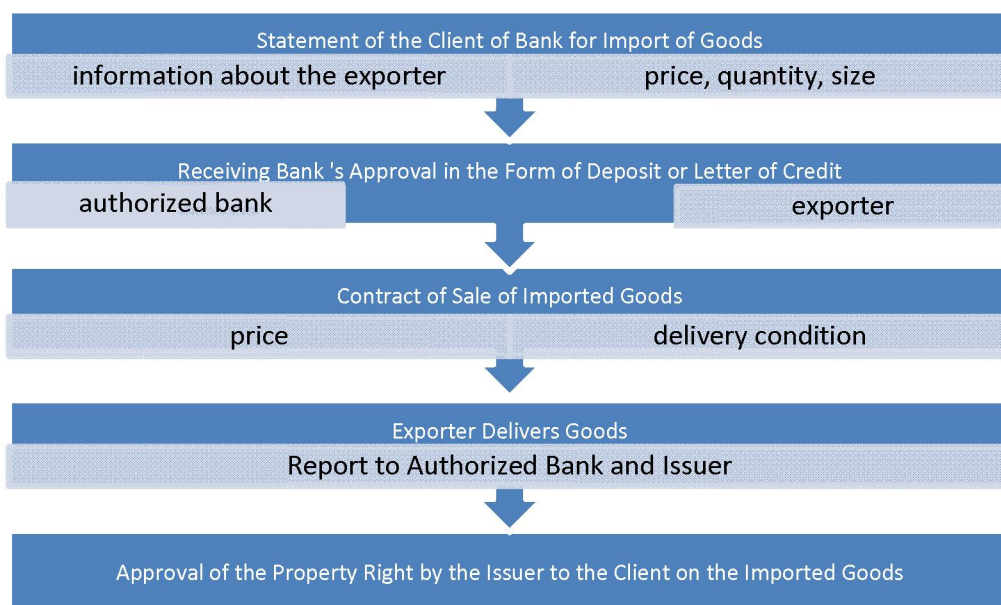 Statement of the Client of Bank for Import of Goods
information about the exporter
price, quantity, size
Receiving Bank 's Approval in the Form of Deposit or Letter of Credit
authorized bank
exporter
Contract of Sale of Imported Goods
price
delivery condition
Exporter Delivers Goods
Report to Authorized Bank and Issuer
Approval of the Property Right by the Issuer to the Client on the Imported Goods